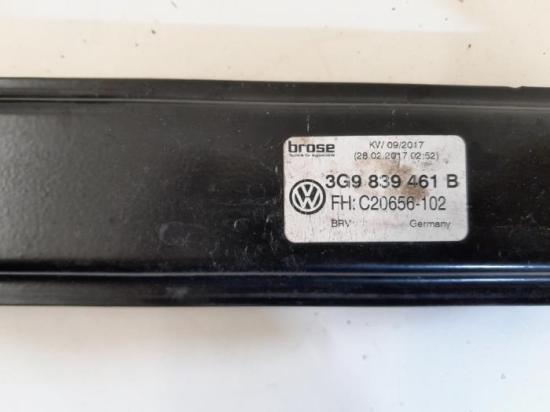 brose
KW 09/2017
(28.02.2017 02:52)
3G9 839 461 B
FH: C20656-102
BRV
Germany